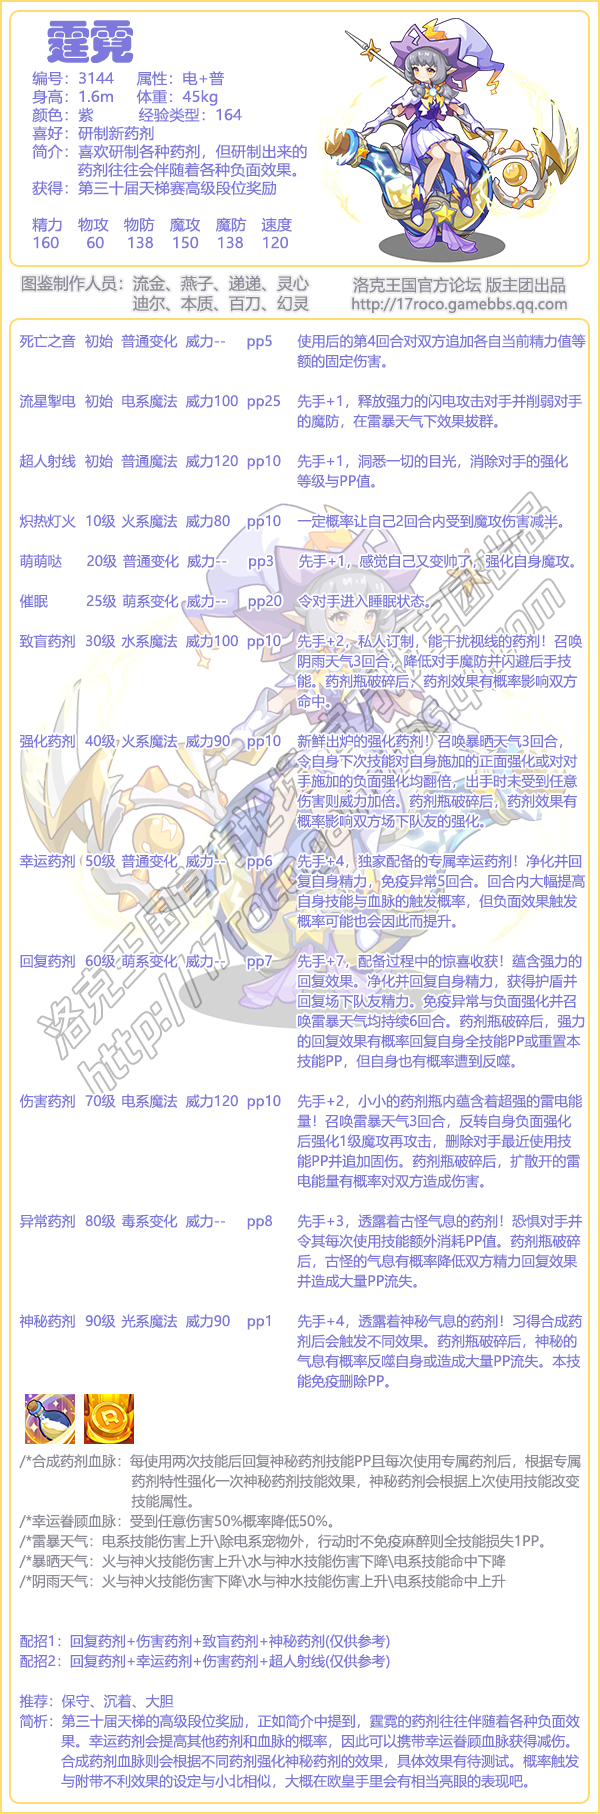 霆霓
编号：3144 属性：电+普
身高：1.6m 体重：45kg
颜色：紫 经验类型：164
喜好：研制新药剂
简介：喜欢研制各种药剂，但研制出来的
药剂往往会伴随着各种负面效果。
获得：第三十届天梯赛高级段位奖励
精力 物攻 物防 魔攻 魔防 速度
160 60 138 150 138 120
图鉴制作人员：流金、燕子、递递、灵心
迪尔、本质、百刀、幻灵
洛克王国官方论坛 版主团出品
http://17roco.gamebbs.qq.com
死亡之音 初始 普通变化 威力-- pp5 使用后的第4回合对双方追加各自当前精力值等
额的固定伤害。
流星掣电 初始 电系魔法 威力100 pp25 先手+1，释放强力的闪电攻击对手并削弱对手
的魔防，在雷暴天气下效果拔群。
超人射线 初始 普通魔法 威力120 pp10 先手+1，洞悉一切的目光，消除对手的强化
等级与PP值。
炽热灯火 10级 火系魔法 威力80 pp10 一定概率让自己2回合内受到魔攻伤害减半。
萌萌哒 20级 普通变化 威力-- pp3 先手+1，感觉自己又变帅了，强化自身魔攻。
催眠 25级 萌系变化 威力-- pp20 令对手进入睡眠状态。
致盲药剂 30级 水系魔法 威力100 pp10 先手+2，私人订制，能干扰视线的药剂！召唤
阴雨天气3回合，降低对手魔防并闪避后手技
能。药剂瓶破碎后，药剂效果有概率影响双方
命中。
强化药剂 40级 火系魔法 威力90 pp10 新鲜出炉的强化药剂！召唤暴晒天气3回合，
令自身下次技能对自身施加的正面强化或对对
手施加的负面强化均翻倍，出手时未受到任意
伤害则威力加倍。药剂瓶破碎后，药剂效果有
概率影响双方场下队友的强化。
幸运药剂 50级 普通变化 威力-- pp6 先手+4，独家配备的专属幸运药剂！净化并回
复自身精力，免疫异常5回合。回合内大幅提高
自身技能与血脉的触发概率，但负面效果触发
概率可能也会因此而提升。
回复药剂 60级 萌系变化 威力-- pp7 先手+7，配备过程中的惊喜收获！蕴含强力的
回复效果。净化并回复自身精力，获得护盾并
回复场下队友精力。免疫异常与负面强化并召
唤雷暴天气均持续6回合。药剂瓶破碎后，强力
的回复效果有概率回复自身全技能PP或重置本
技能PP，但自身也有概率遭到反噬。
伤害药剂 70级 电系魔法 威力120 pp10 先手+2，小小的药剂瓶内蕴含着超强的雷电能
量！召唤雷暴天气3回合，反转自身负面强化
后强化1级魔攻再攻击，删除对手最近使用技
能PP并追加固伤。药剂瓶破碎后，扩散开的雷
电能量有概率对双方造成伤害。
异常药剂 80级 毒系变化 威力-- pp8 先手+3，透露着古怪气息的药剂！恐惧对手并
令其每次使用技能额外消耗PP值。药剂瓶破碎
后，古怪的气息有概率降低双方精力回复效果
并造成大量PP流失。
神秘药剂 90级 光系魔法 威力90 pp1 先手+4，透露着神秘气息的药剂！习得合成药
剂后会触发不同效果。药剂瓶破碎后，神秘的
气息有概率反噬自身或造成大量PP流失。本技
能免疫删除PP。
/*合成药剂血脉：每使用两次技能后回复神秘药剂技能PP且每次使用专属药剂后，根据专属
药剂特性强化一次神秘药剂技能效果，神秘药剂会根据上次使用技能改变
技能属性。
/*幸运眷顾血脉：受到任意伤害50%概率降低50%。
/*雷暴天气：电系技能伤害上升\除电系宠物外，行动时不免疫麻醉则全技能损失1PP。
/*暴晒天气：火与神火技能伤害上升\水与神水技能伤害下降\电系技能命中下降
/*阴雨天气：火与神火技能伤害下降\水与神水技能伤害上升\电系技能命中上升
配招1：回复药剂+伤害药剂+致盲药剂+神秘药剂(仅供参考)
配招2：回复药剂+幸运药剂+伤害药剂+超人射线(仅供参考)
推荐：保守、沉着、大胆
简析：第三十届天梯的高级段位奖励，正如简介中提到，霆霓的药剂往往伴随着各种负面效
果。幸运药剂会提高其他药剂和血脉的概率，因此可以携带幸运眷顾血脉获得减伤。
合成药剂血脉则会根据不同药剂强化神秘药剂的效果，具体效果有待测试。概率触发
与附带不利效果的设定与小北相似，大概在欧皇手里会有相当亮眼的表现吧。